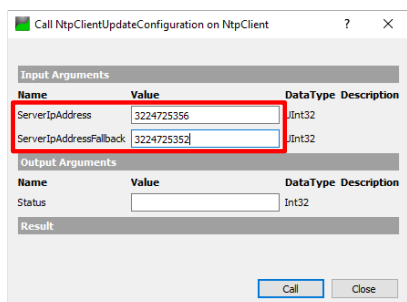 Call NtpClientUpdateConfiguration on NtpClient ? ×
Input Arguments
Name Value DataType Description
ServerIpAddress 3224725356 UInt32
ServerIpAddressFallback 3224725352 UInt32
Output Arguments
Name Value DataType Description
Status Int32
Result
Call Close